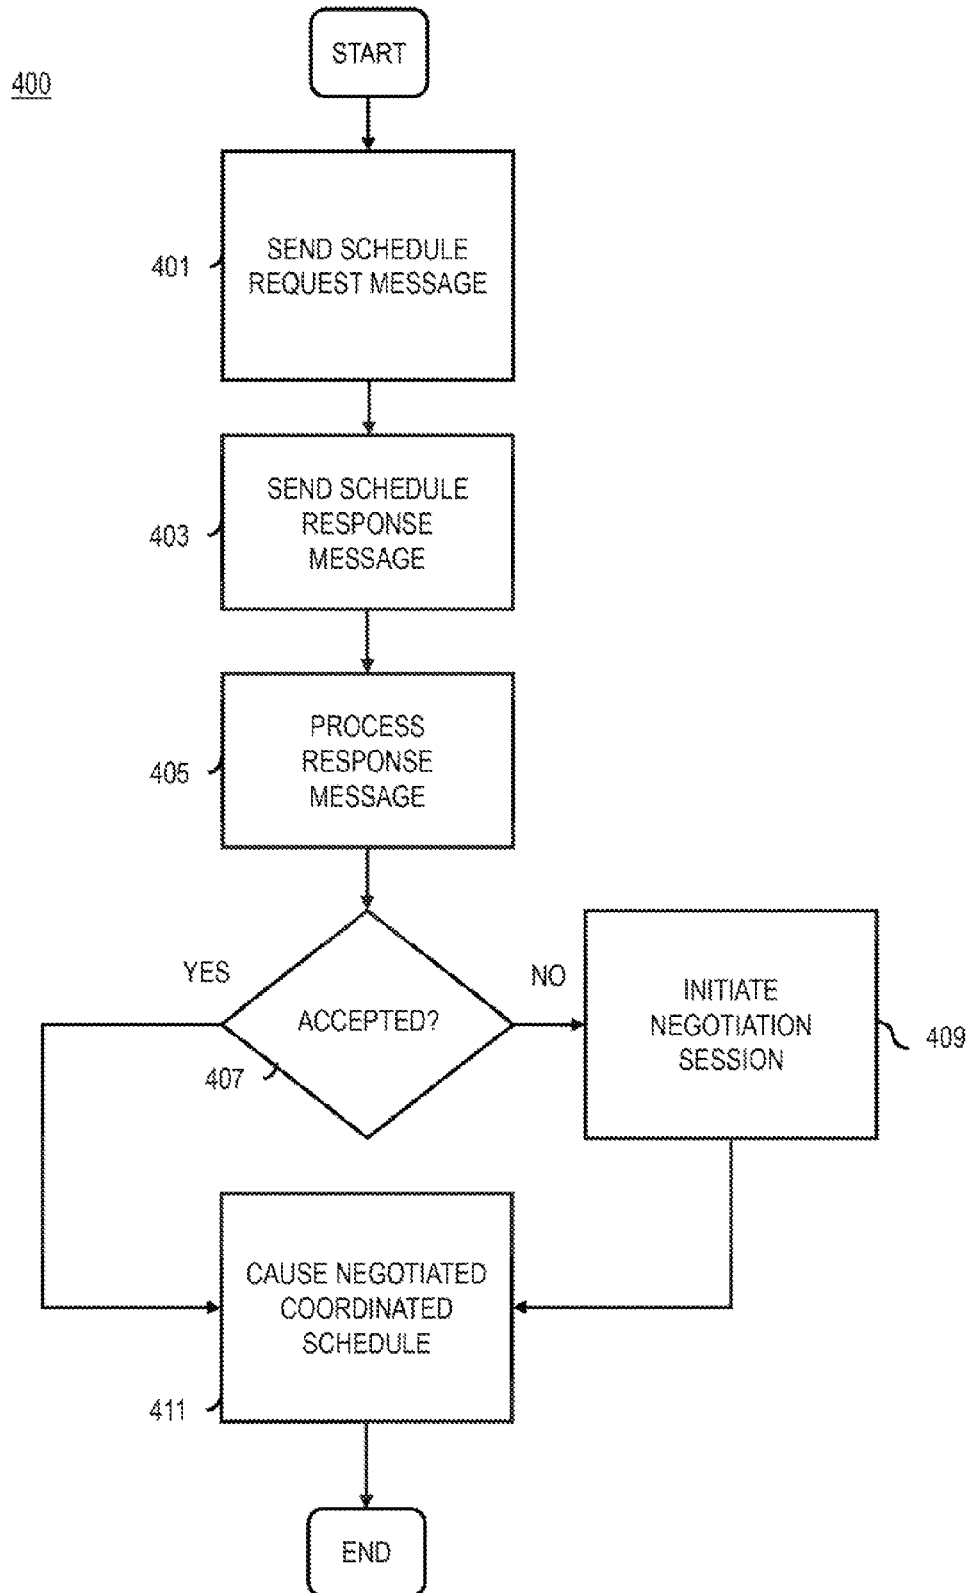 START
400
SEND SCHEDULE
REQUEST MESSAGE
401
SEND SCHEDULE
RESPONSE
MESSAGE
403
PROCESS
RESPONSE
MESSAGE
405
YES
NO
ACCEPTED?
407
INITIATE
NEGOTIATION
SESSION
409
CAUSE NEGOTIATED
COORDINATED
SCHEDULE
411
END